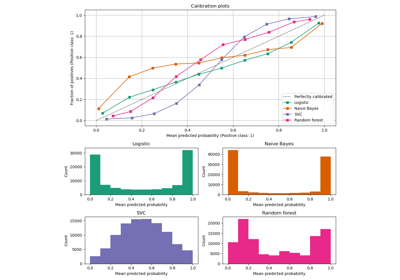 Calibration plots
1.0
0.8
0.6
0.4
0.2
0.0
Fraction of positives (Positive class: 1)
Perfectly calibrated
Logistic
Naive Bayes
SVC
Random forest
0.0 0.2 0.4 0.6 0.8 1.0
Mean predicted probability (Positive class: 1)
Logistic
30000
20000
10000
0
Count
0.0 0.2 0.4 0.6 0.8 1.0
Mean predicted probability
Naive Bayes
40000
30000
20000
10000
0
Count
0.0 0.2 0.4 0.6 0.8 1.0
Mean predicted probability
SVC
15000
10000
5000
0
Count
0.0 0.2 0.4 0.6 0.8 1.0
Mean predicted probability
Random forest
20000
15000
10000
5000
0
Count
0.0 0.2 0.4 0.6 0.8 1.0
Mean predicted probability